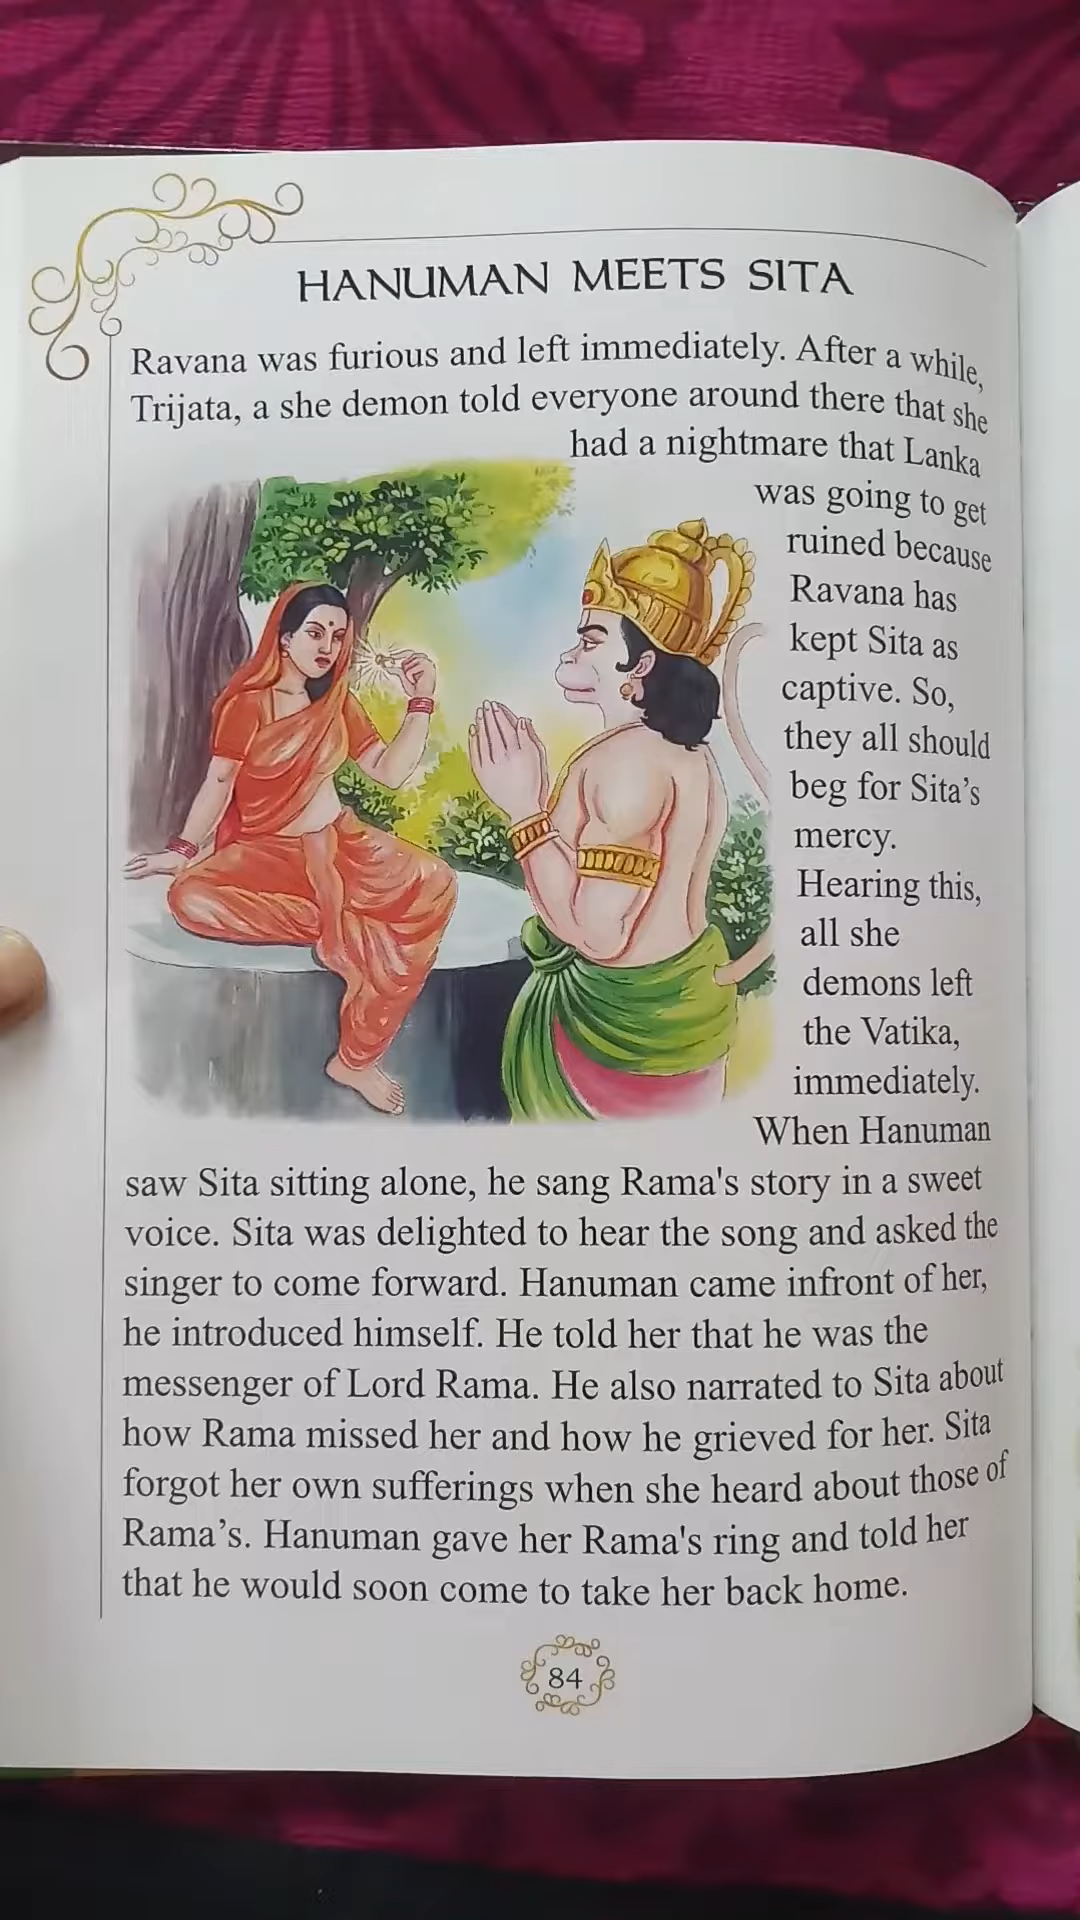 HANUMAN MEETS SITA
Ravana was furious and left immediately. After a while,
Trijata, a she demon told everyone around there that she
had a nightmare that Lanka
was going to get
ruined because
Ravana has
kept Sita as
captive. So,
they all should
beg for Sita’s
mercy.
Hearing this,
all she
demons left
the Vatika,
immediately.
When Hanuman
saw Sita sitting alone, he sang Rama's story in a sweet
voice. Sita was delighted to hear the song and asked the
singer to come forward. Hanuman came infront of her,
he introduced himself. He told her that he was the
messenger of Lord Rama. He also narrated to Sita about
how Rama missed her and how he grieved for her. Sita
forgot her own sufferings when she heard about those of
Rama’s. Hanuman gave her Rama's ring and told her
that he would soon come to take her back home.
84